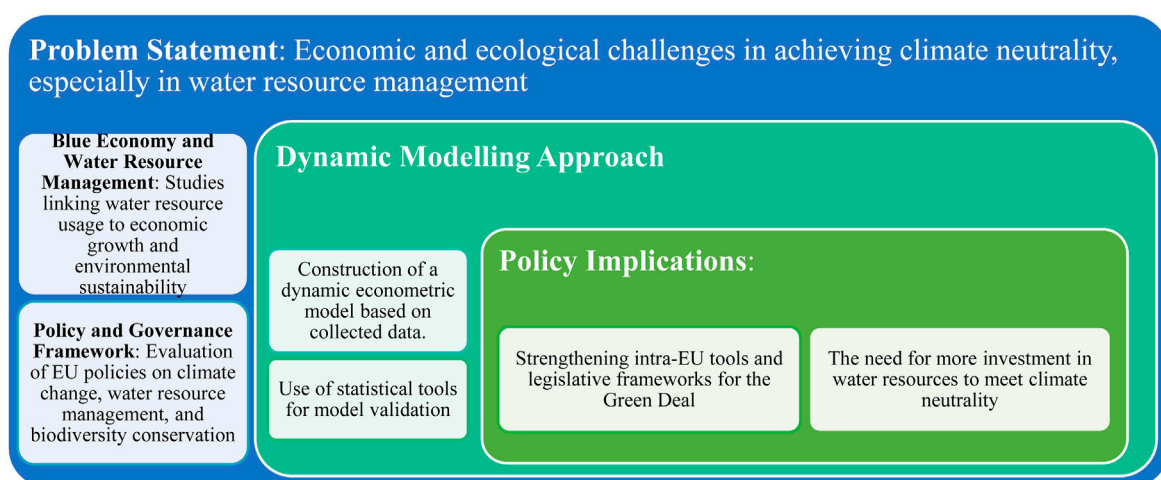 Problem Statement: Economic and ecological challenges in achieving climate neutrality,
especially in water resource management
Blue Economy and
Water Resource
Management: Studies
linking water resource
usage to economic
growth and
environmental
sustainability
Policy and Governance
Framework: Evaluation
of EU policies on climate
change, water resource
management, and
biodiversity conservation
Dynamic Modelling Approach
Construction of a
dynamic econometric
model based on
collected data.
Use of statistical tools
for model validation
Policy Implications:
Strengthening intra-EU tools and
legislative frameworks for the
Green Deal
The need for more investment in
water resources to meet climate
neutrality